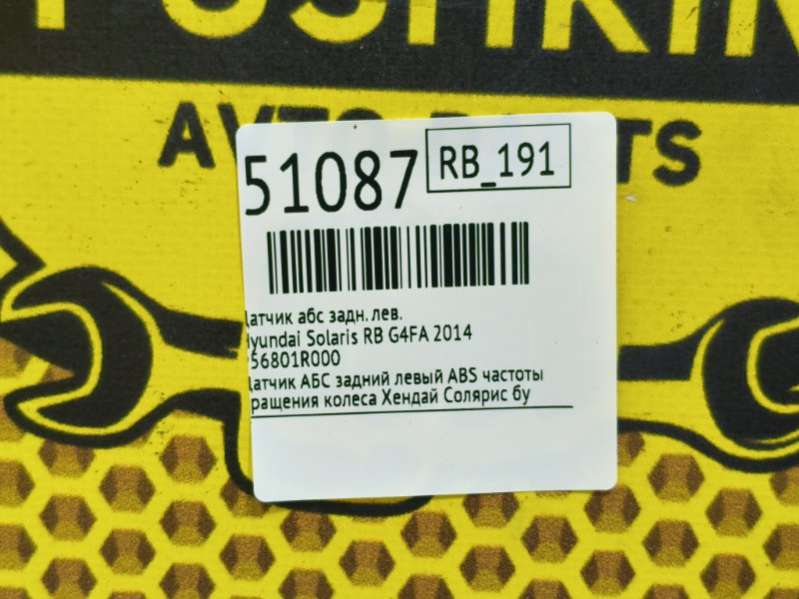 PUSHKIN
51087
RB_191
атчик абс задн. лев.
yundai Solaris RB G4FA 2014
56801R000
атчик АБС задний левый ABS частоты
ращения колеса Хендай Солярис бу